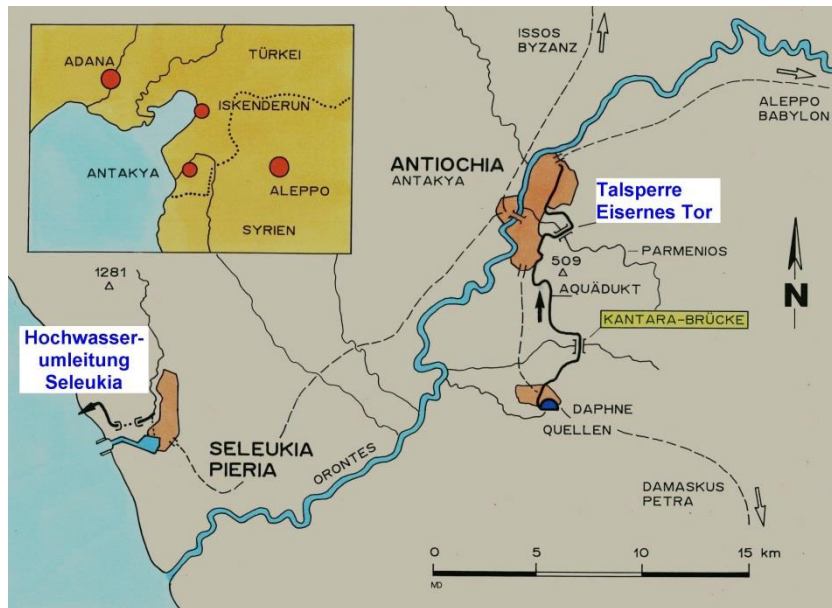 ADANA
TÜRKEI
ISKENDERUN
ANTAKYA
ALEPPO
SYRIEN
ISSOS
BYZANZ
ALEPPO
BABYLON
ANTIOCHIA
ANTAKYA
Talsperre
Eisernes Tor
PARMENIOS
509
AQUÄDUKT
N
KANTARA-BRÜCKE
1281
Hochwasser-
umleitung
Seleukia
DAPHNE
QUELLEN
SELEUKIA
PIERIA
ORONTES
DAMASKUS
PETRA
0 5 10 15 km
MD